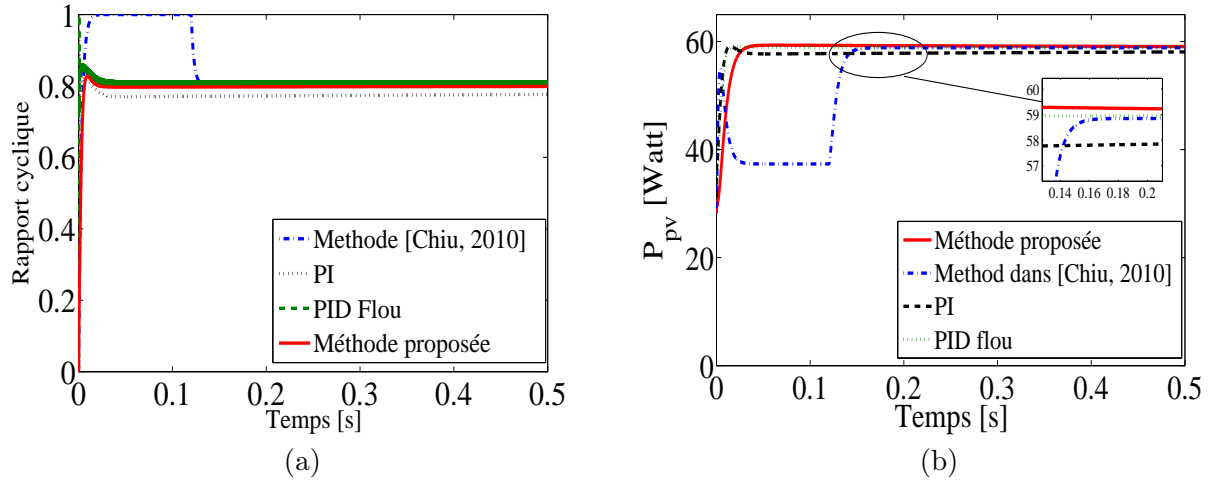 1
0.8
0.6
0.4
0.2
0
Rapport cyclique
0
0.1
0.2
0.3
0.4
0.5
Temps [s]
Methode [Chiu, 2010]
PI
PID Flou
Méthode proposée
(a)
60
40
20
0
P_pv [Watt]
0
0.1
0.2
0.3
0.4
0.5
Temps [s]
60
59
58
57
0.14
0.16
0.18
0.2
Méthode proposée
Method dans [Chiu, 2010]
PI
PID flou
(b)